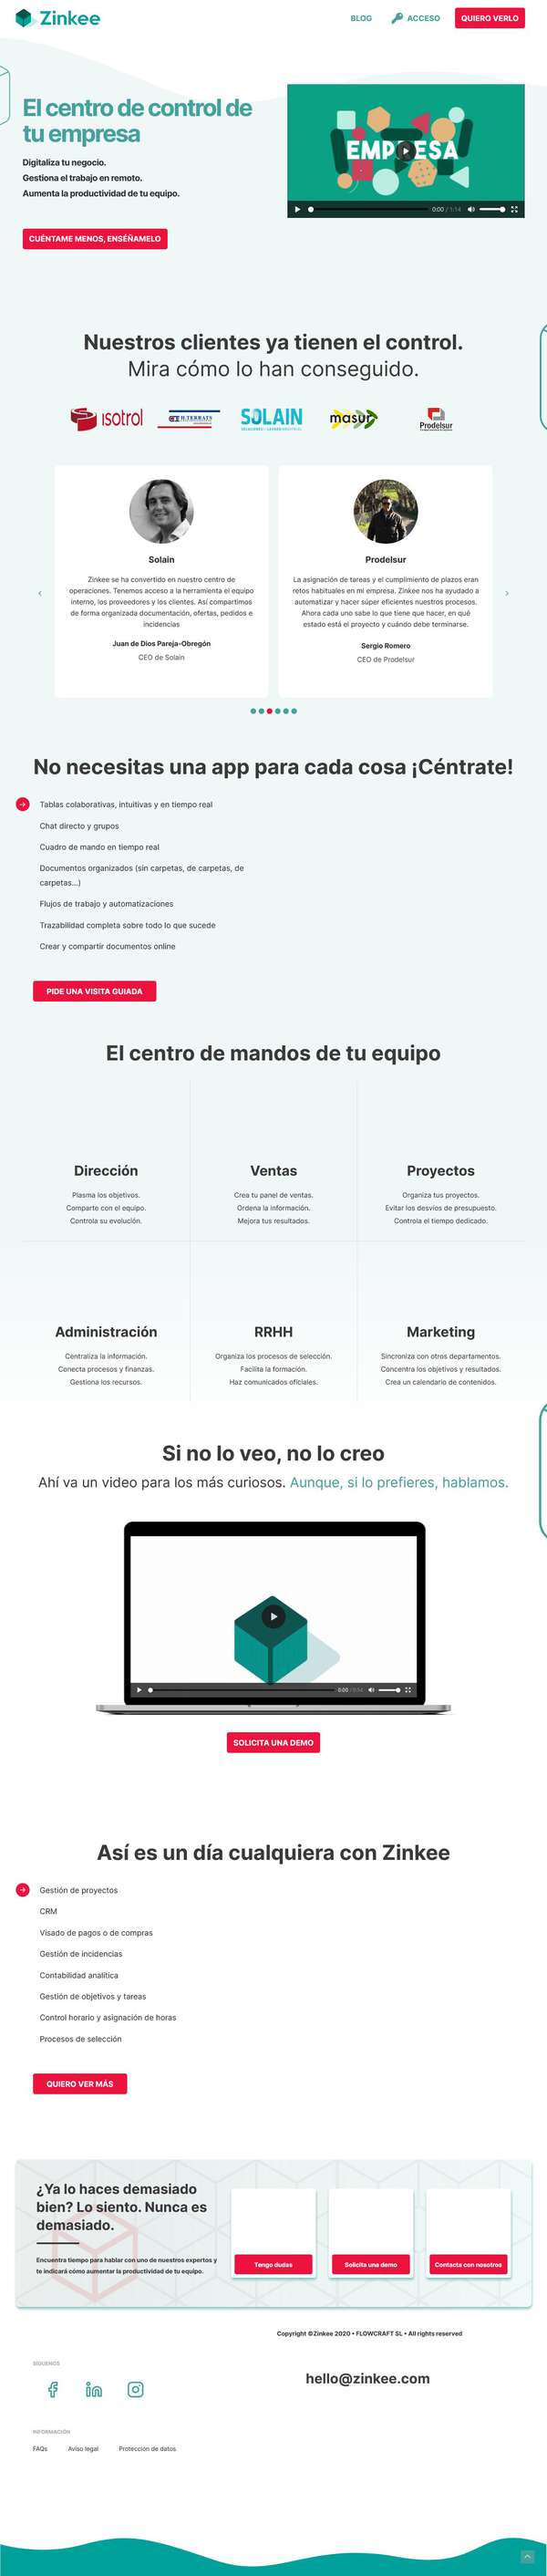 Zinkee
BLOG
ACCESO
QUIERO VERLO
El centro de control de
tu empresa
Digitaliza tu negocio.
Gestiona el trabajo en remoto.
Aumenta la productividad de tu equipo.
EMPRESA
0:00 / 1:14
CUÉNTAME MENOS, ENSÉÑAMELO
Nuestros clientes ya tienen el control.
Mira cómo lo han conseguido.
isotrol
H.TERRATS
SOLAIN
masur
Prodelsur
Solain
Zinkee se ha convertido en nuestro centro de
operaciones. Tenemos acceso a la herramienta el equipo
interno, los proveedores y los clientes. Así compartimos
de forma organizada documentación, ofertas, pedidos e
incidencias
Juan de Dios Pareja-Obregón
CEO de Solain
Prodelsur
La asignación de tareas y el cumplimiento de plazos eran
retos habituales en mi empresa. Zinkee nos ha ayudado a
automatizar y hacer súper eficientes nuestros procesos.
Ahora cada uno sabe lo que tiene que hacer, en qué
estado está el proyecto y cuándo debe terminarse.
Sergio Romero
CEO de Prodelsur
No necesitas una app para cada cosa ¡Céntrate!
Tablas colaborativas, intuitivas y en tiempo real
Chat directo y grupos
Cuadro de mando en tiempo real
Documentos organizados (sin carpetas, de carpetas, de
carpetas...)
Flujos de trabajo y automatizaciones
Trazabilidad completa sobre todo lo que sucede
Crear y compartir documentos online
PIDE UNA VISITA GUIADA
El centro de mandos de tu equipo
Dirección
Plasma los objetivos.
Comparte con el equipo.
Controla su evolución.
Ventas
Crea tu panel de ventas.
Ordena la información.
Mejora tus resultados.
Proyectos
Organiza tus proyectos.
Evitar los desvíos de presupuesto.
Controla el tiempo dedicado.
Administración
Centraliza la información.
Conecta procesos y finanzas.
Gestiona los recursos.
RRHH
Organiza los procesos de selección.
Facilita la formación.
Haz comunicados oficiales.
Marketing
Sincroniza con otros departamentos.
Concentra los objetivos y resultados.
Crea un calendario de contenidos.
Si no lo veo, no lo creo
Ahí va un video para los más curiosos. Aunque, si lo prefieres, hablamos.
SOLICITA UNA DEMO
Así es un día cualquiera con Zinkee
Gestión de proyectos
CRM
Visado de pagos o de compras
Gestión de incidencias
Contabilidad analítica
Gestión de objetivos y tareas
Control horario y asignación de horas
Procesos de selección
QUIERO VER MÁS
¿Ya lo haces demasiado
bien? Lo siento. Nunca es
demasiado.
Encuentra tiempo para hablar con uno de nuestros expertos y
te indicará cómo aumentar la productividad de tu equipo.
Tengo dudas
Solicita una demo
Contacta con nosotros
Copyright ©Zinkee 2020 • FLOWCRAFT SL • All rights reserved
SÍGUENOS
hello@zinkee.com
INFORMACIÓN
FAQs
Aviso legal
Protección de datos